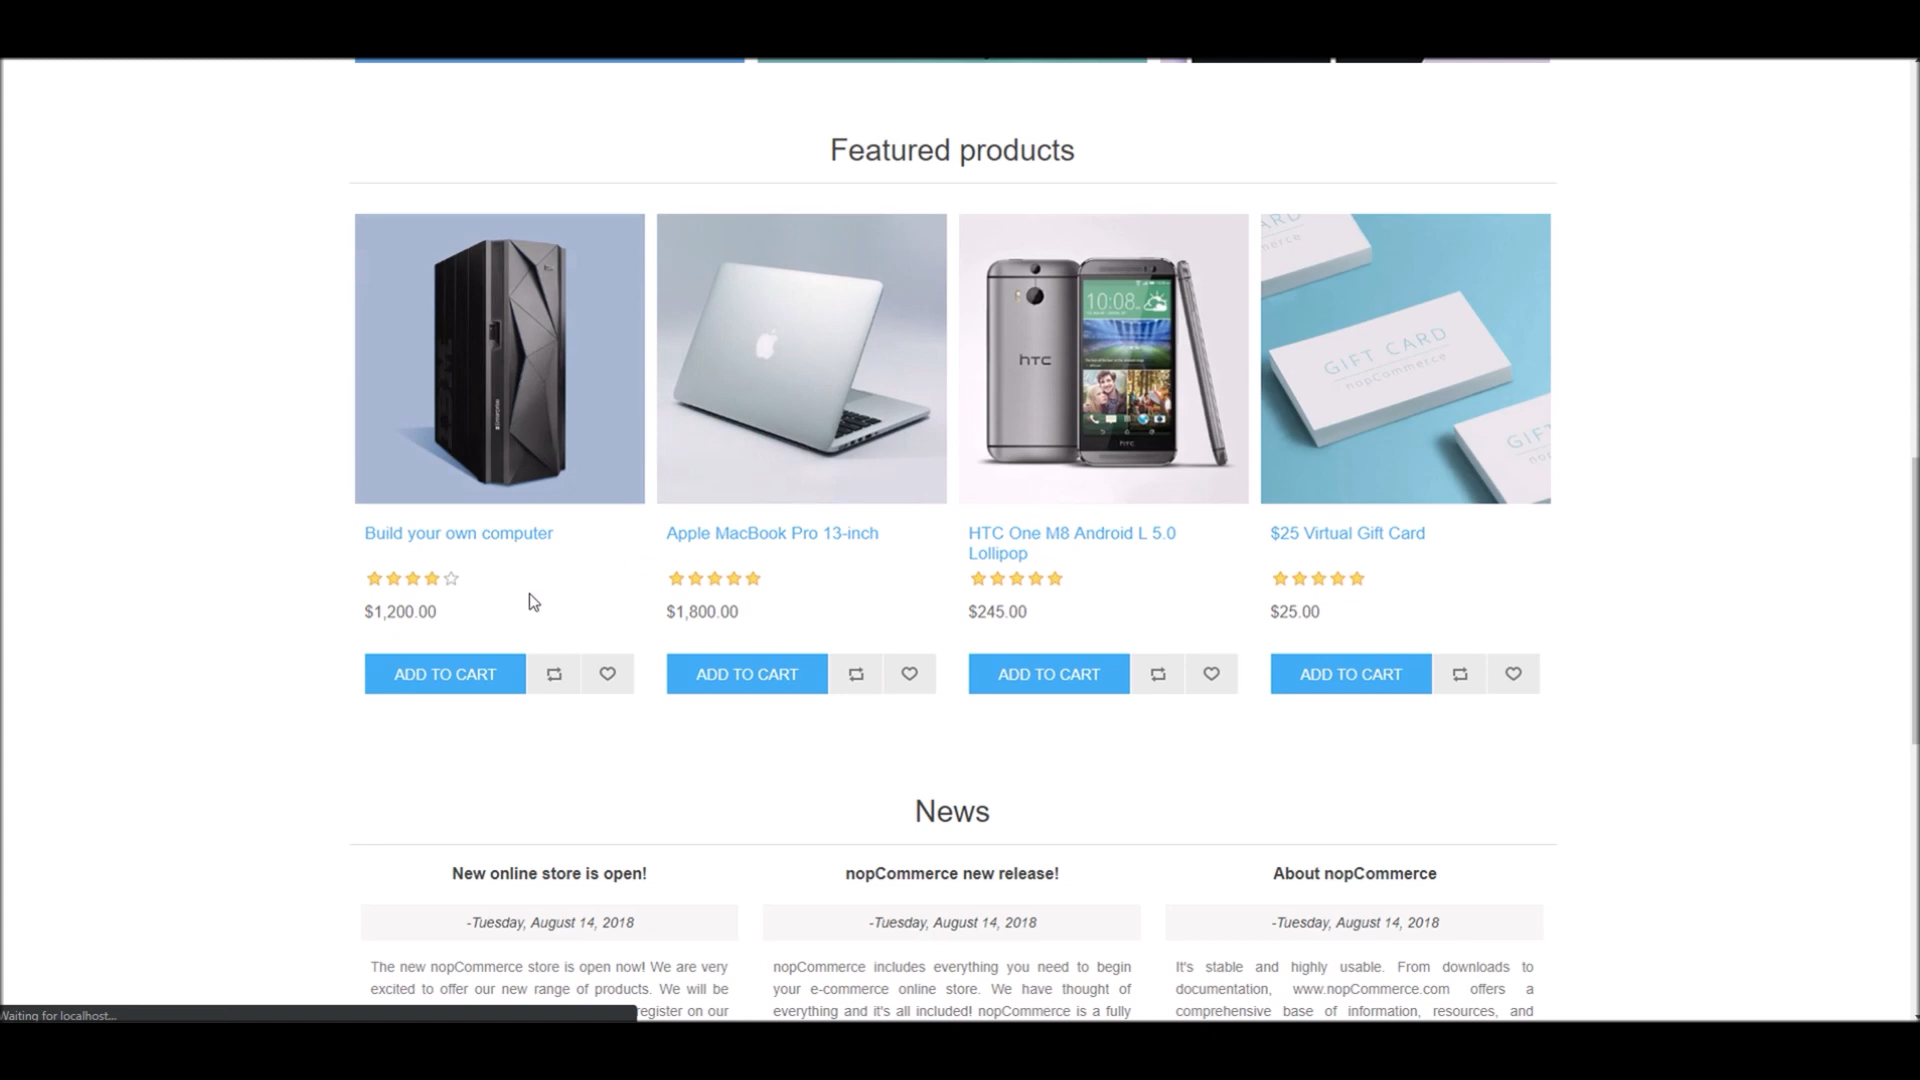 Featured products
hTC
10:08
GIFT CARD
nopCommerce
Build your own computer
Apple MacBook Pro 13-inch
HTC One M8 Android L 5.0
Lollipop
$25 Virtual Gift Card
$1,200.00
$1,800.00
$245.00
$25.00
ADD TO CART
ADD TO CART
ADD TO CART
ADD TO CART
News
New online store is open!
nopCommerce new release!
About nopCommerce
-Tuesday, August 14, 2018
-Tuesday, August 14, 2018
-Tuesday, August 14, 2018
The new nopCommerce store is open now! We are very
excited to offer our new range of products. We will be
register on our
nopCommerce includes everything you need to begin
your e-commerce online store. We have thought of
everything and it's all included! nopCommerce is a fully
It's stable and highly usable. From downloads to
documentation, www.nopCommerce.com offers a
comprehensive base of information, resources, and
Waiting for localhost...